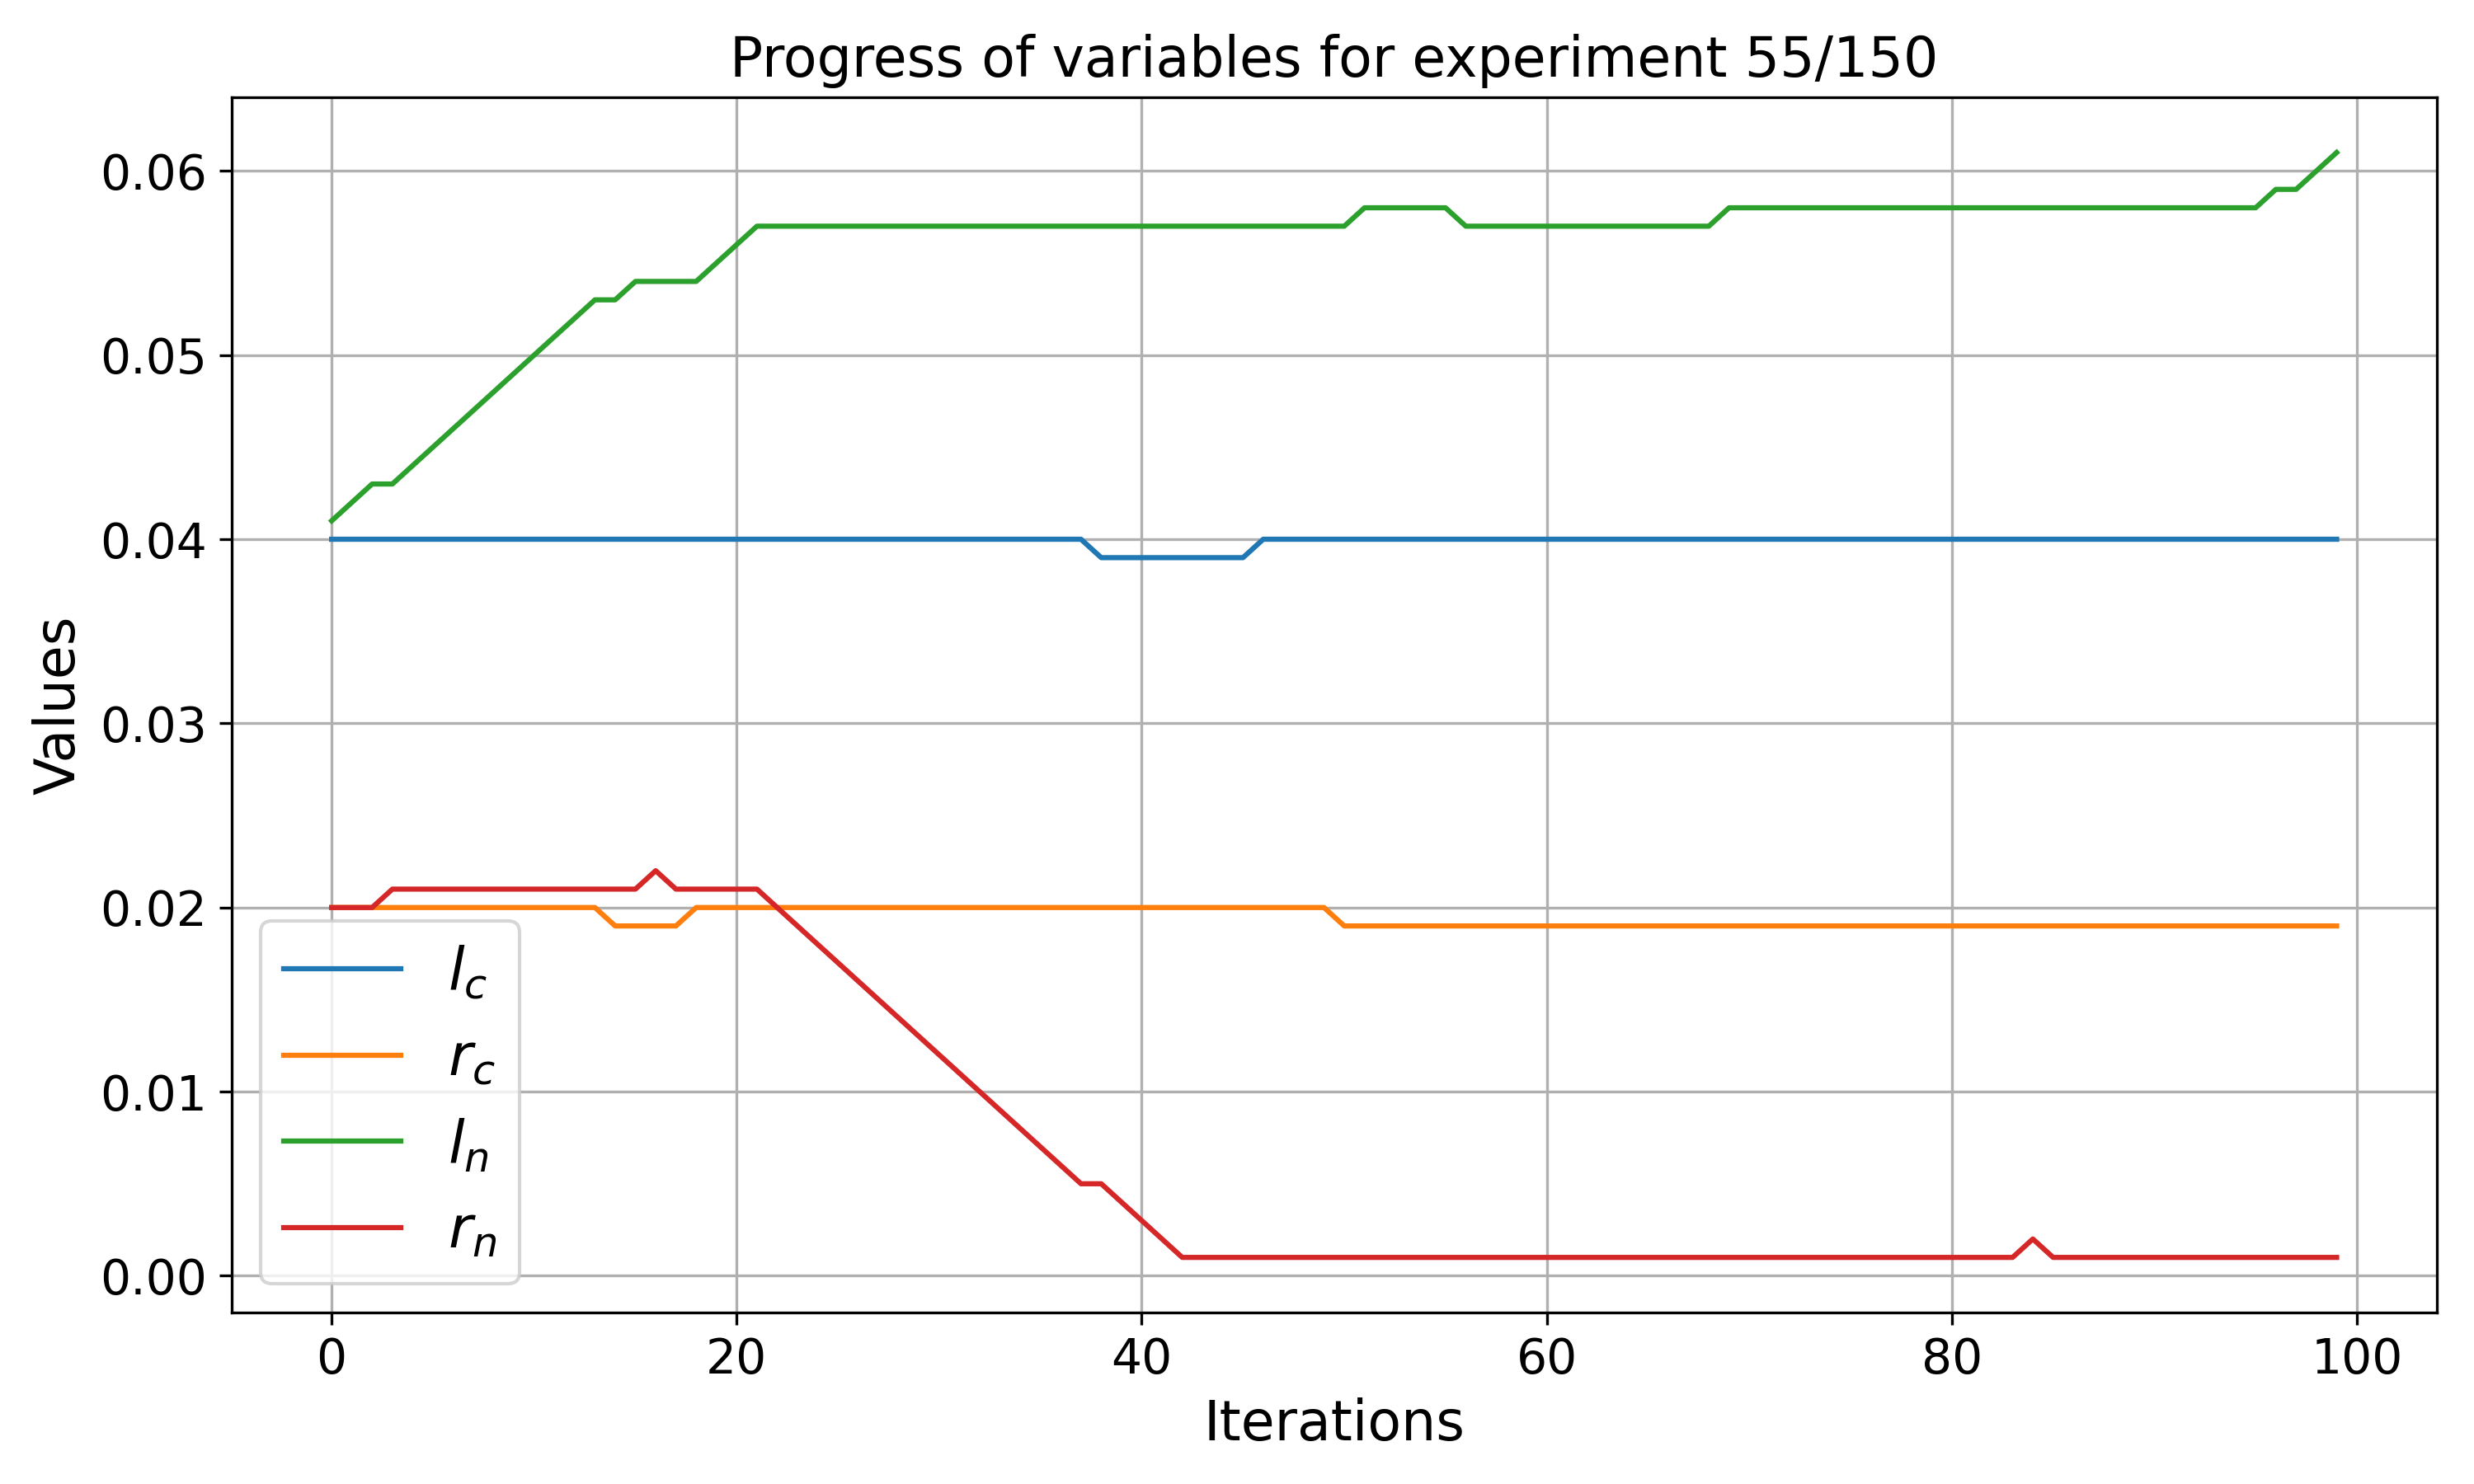 Progress of variables for experiment 55/150
Values
0.06
0.05
0.04
0.03
0.02
0.01
0.00
l_c
r_c
l_n
r_n
0 20 40 60 80 100
Iterations